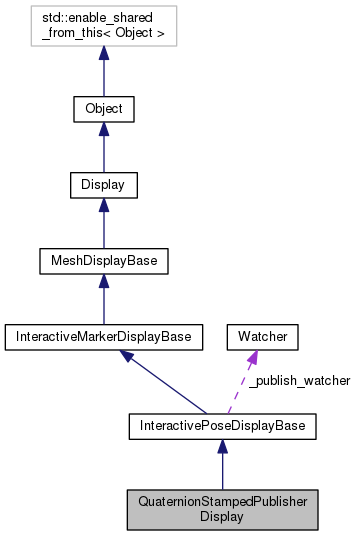 std::enable_shared
_from_this< Object >
Object
Display
MeshDisplayBase
InteractiveMarkerDisplayBase
Watcher
_publish_watcher
InteractivePoseDisplayBase
QuaternionStampedPublisher
Display